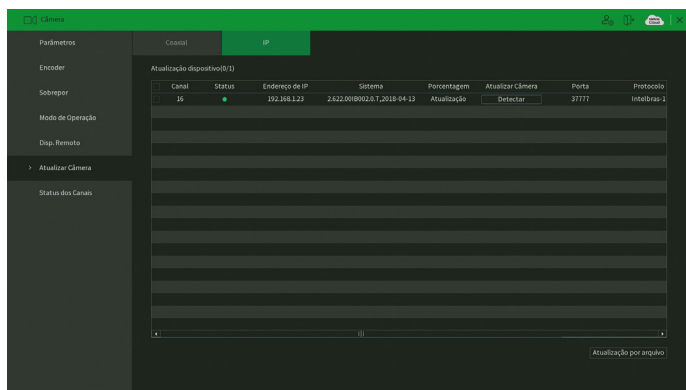 Câmera
Parâmetros
Encoder
Sobrepor
Modo de Operação
Disp. Remoto
Atualizar Câmera
Status dos Canais
Coaxial IP
Atualização dispositivo(0/1)
Canal Status Endereço de IP Sistema Porcentagem Atualizar Câmera Porta Protocolo
16 192.168.1.23 2.622.00IB002.0.T,2018-04-13 Atualização Detectar 37777 Intelbras-1
Atualização por arquivo